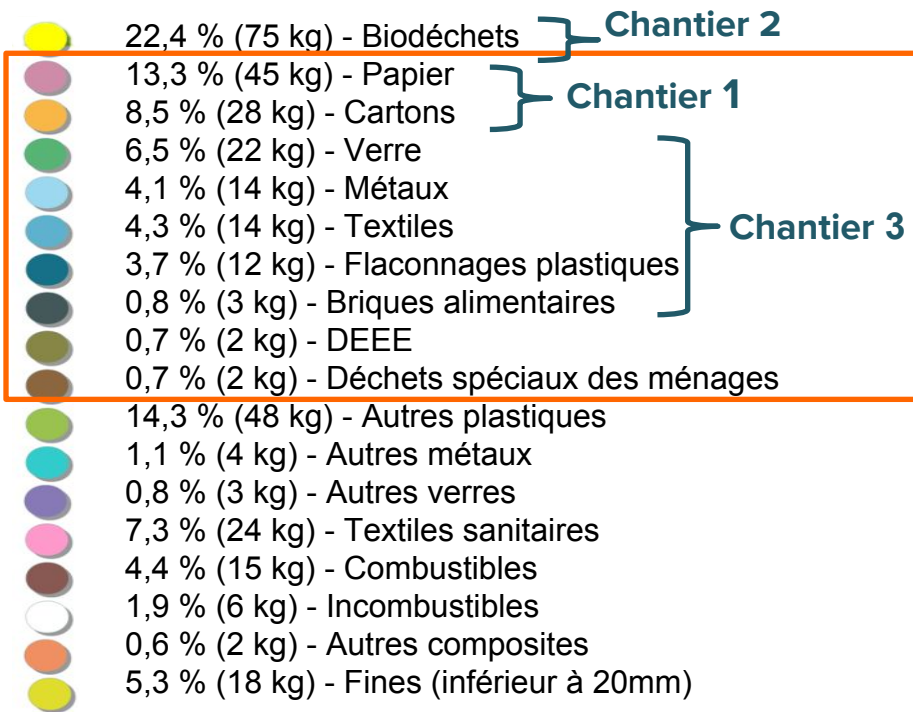 22,4 % (75 kg) - Biodéchets
Chantier 2
13,3 % (45 kg) - Papier
8,5 % (28 kg) - Cartons
Chantier 1
6,5 % (22 kg) - Verre
4,1 % (14 kg) - Métaux
4,3 % (14 kg) - Textiles
3,7 % (12 kg) - Flaconnages plastiques
0,8 % (3 kg) - Briques alimentaires
Chantier 3
0,7 % (2 kg) - DEEE
0,7 % (2 kg) - Déchets spéciaux des ménages
14,3 % (48 kg) - Autres plastiques
1,1 % (4 kg) - Autres métaux
0,8 % (3 kg) - Autres verres
7,3 % (24 kg) - Textiles sanitaires
4,4 % (15 kg) - Combustibles
1,9 % (6 kg) - Incombustibles
0,6 % (2 kg) - Autres composites
5,3 % (18 kg) - Fines (inférieur à 20mm)